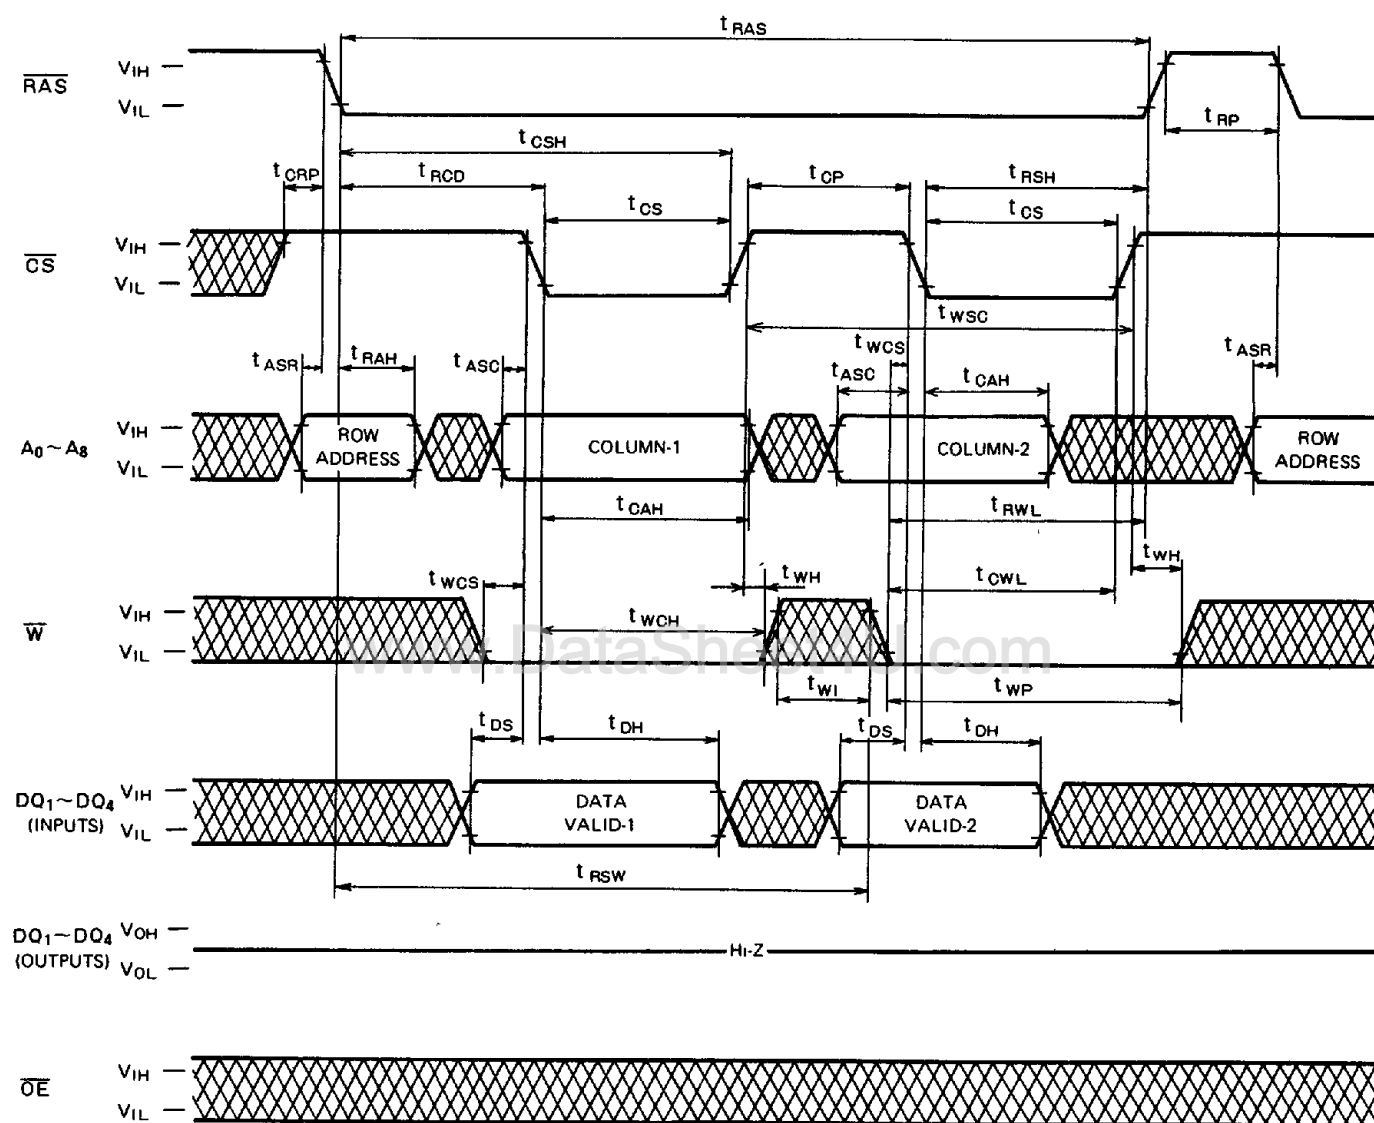 tRAS
RAS
VIH
VIL
tRP
tCSH
tCRP
tRCD
tCP
tRSH
tCS
tCS
CS
VIH
VIL
tWSC
tWCS
tASR
tRAH
tASC
tASC
tCAH
tASR
A0~A8
VIH
VIL
ROW
ADDRESS
COLUMN-1
COLUMN-2
ROW
ADDRESS
tCAH
tRWL
tWCS
tWH
tCWL
tWH
W
VIH
VIL
tWCH
www.DataSheet4U.com
tWI
tWP
tDS
tDH
tDS
tDH
DQ1~DQ4
(INPUTS)
VIH
VIL
DATA
VALID-1
DATA
VALID-2
tRSW
DQ1~DQ4
(OUTPUTS)
VOH
VOL
HI-Z
OE
VIH
VIL